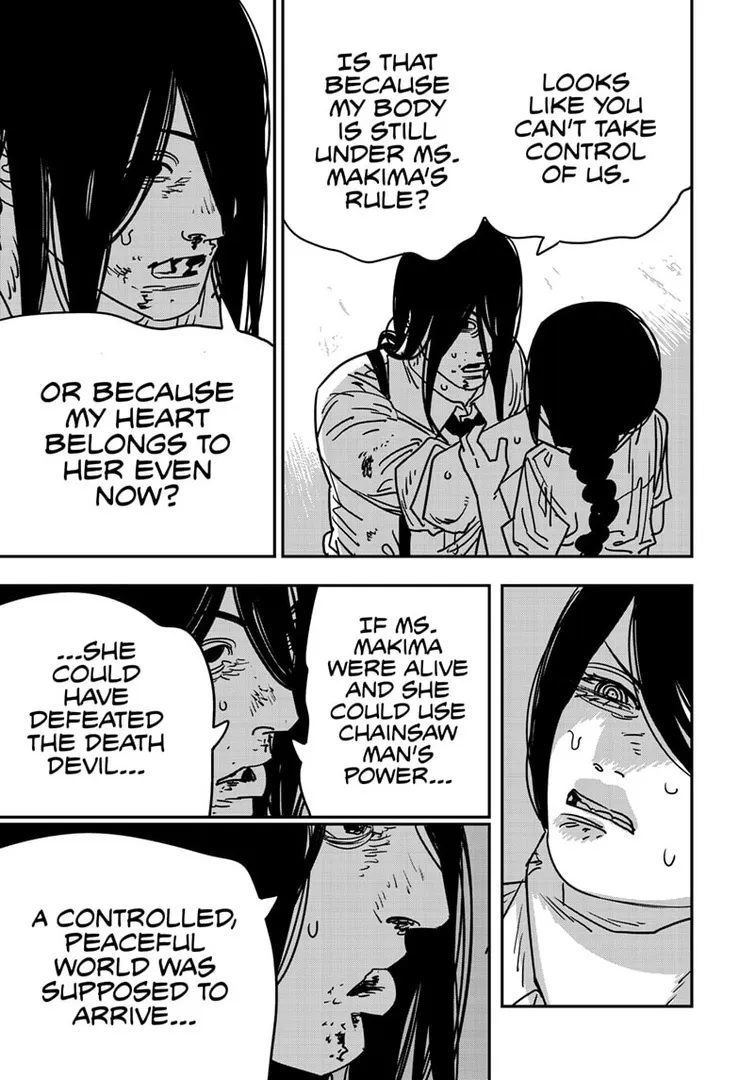 LOOKS
LIKE YOU
CAN'T TAKE
CONTROL
OF US.
IS THAT
BECAUSE
MY BODY
IS STILL
UNDER MS.
MAKIMA'S
RULE?
OR BECAUSE
MY HEART
BELONGS TO
HER EVEN
NOW?
IF MS.
MAKIMA
WERE ALIVE
AND SHE
COULD USE
CHAINSAW
MAN'S
POWER...
...SHE
COULD
HAVE
DEFEATED
THE DEATH
DEVIL...
A CONTROLLED,
PEACEFUL
WORLD WAS
SUPPOSED TO
ARRIVE...